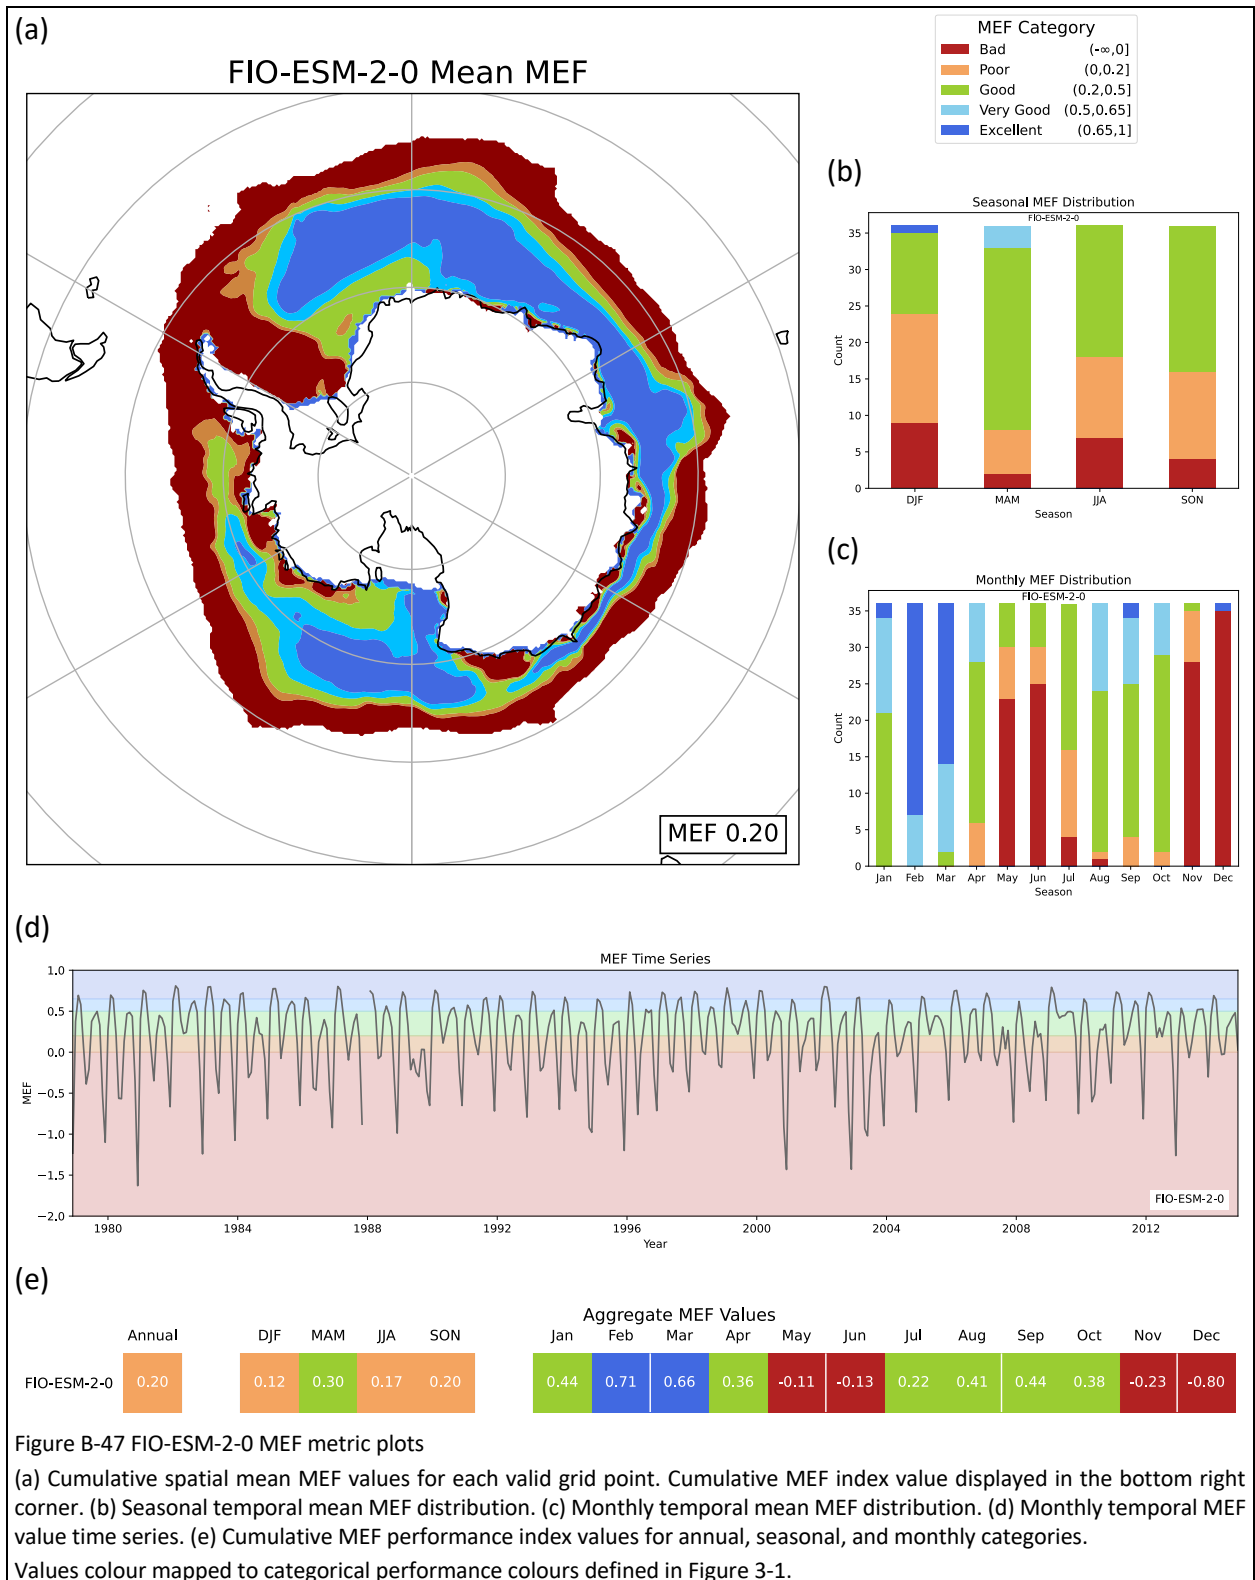 (a)
FIO-ESM-2-0 Mean MEF
MEF 0.20
MEF Category
Bad (-∞,0]
Poor (0,0.2]
Good (0.2,0.5]
Very Good (0.5,0.65]
Excellent (0.65,1]
(b)
Seasonal MEF Distribution
FIO-ESM-2-0
35
30
25
20
15
10
5
0
Count
DJF MAM JJA SON
Season
(c)
Monthly MEF Distribution
FIO-ESM-2-0
35
30
25
20
15
10
5
0
Count
Jan Feb Mar Apr May Jun Jul Aug Sep Oct Nov Dec
Season
(d)
MEF Time Series
1.0
0.5
0.0
−0.5
−1.0
−1.5
−2.0
MEF
FIO-ESM-2-0
1980 1984 1988 1992 1996 2000 2004 2008 2012
Year
(e)
Aggregate MEF Values
Annual DJF MAM JJA SON Jan Feb Mar Apr May Jun Jul Aug Sep Oct Nov Dec
FIO-ESM-2-0 0.20 0.12 0.30 0.17 0.20 0.44 0.71 0.66 0.36 -0.11 -0.13 0.22 0.41 0.44 0.38 -0.23 -0.80
Figure B-47 FIO-ESM-2-0 MEF metric plots
(a) Cumulative spatial mean MEF values for each valid grid point. Cumulative MEF index value displayed in the bottom right
corner. (b) Seasonal temporal mean MEF distribution. (c) Monthly temporal mean MEF distribution. (d) Monthly temporal MEF
value time series. (e) Cumulative MEF performance index values for annual, seasonal, and monthly categories.
Values colour mapped to categorical performance colours defined in Figure 3-1.